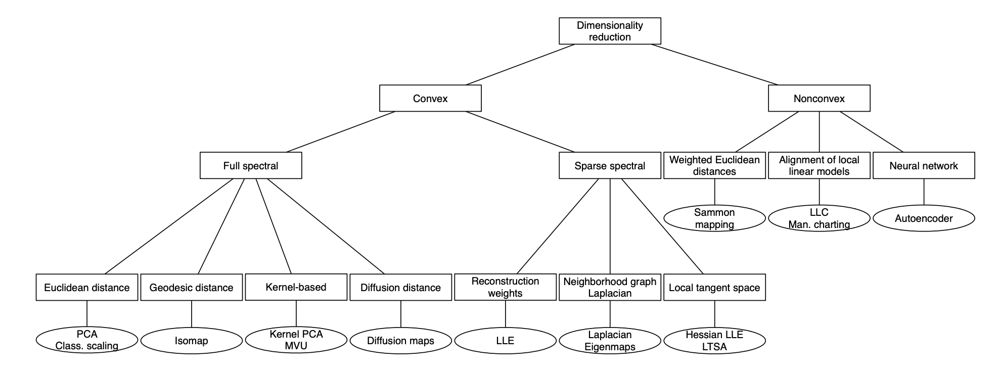 Dimensionality
reduction
Convex
Nonconvex
Full spectral
Sparse spectral
Weighted Euclidean
distances
Alignment of local
linear models
Neural network
Sammon
mapping
LLC
Man. charting
Autoencoder
Euclidean distance
Geodesic distance
Kernel-based
Diffusion distance
Reconstruction
weights
Neighborhood graph
Laplacian
Local tangent space
PCA
Class. scaling
Isomap
Kernel PCA
MVU
Diffusion maps
LLE
Laplacian
Eigenmaps
Hessian LLE
LTSA